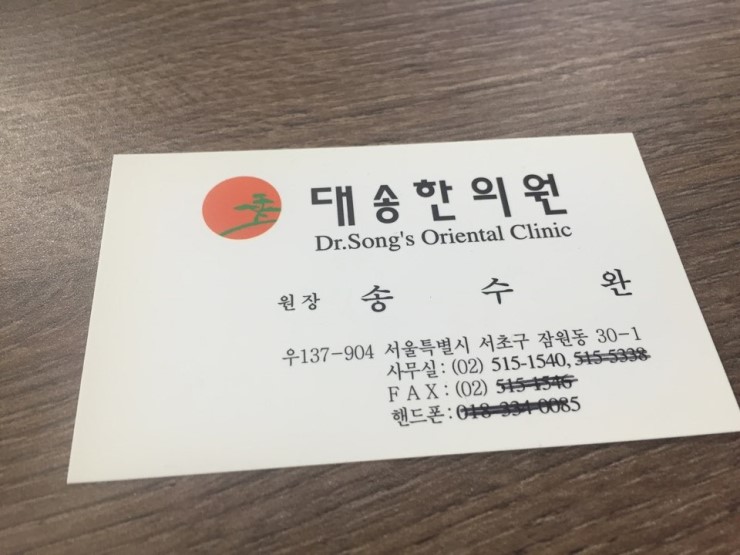 대송한의원
Dr.Song's Oriental Clinic
원장 송 수 완
우137-904 서울특별시 서초구 잠원동 30-1
사무실 : (02) 515-1540, 515-5338
F A X : (02) 515-1546
핸드폰 : 018-334-0085